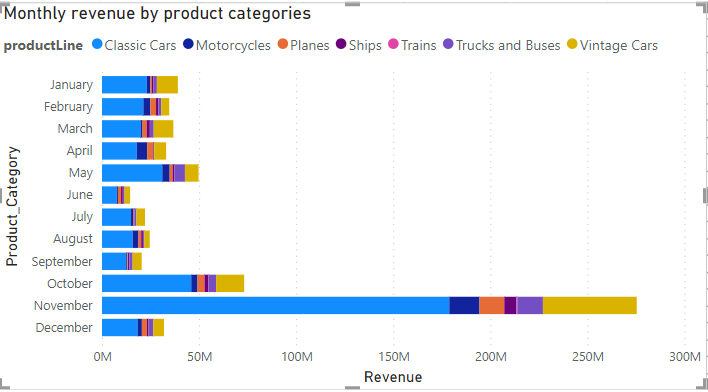 Monthly revenue by product categories
productLine Classic Cars Motorcycles Planes Ships Trains Trucks and Buses Vintage Cars
Product_Category
January
February
March
April
May
June
July
August
September
October
November
December
0M 50M 100M 150M 200M 250M 300M
Revenue